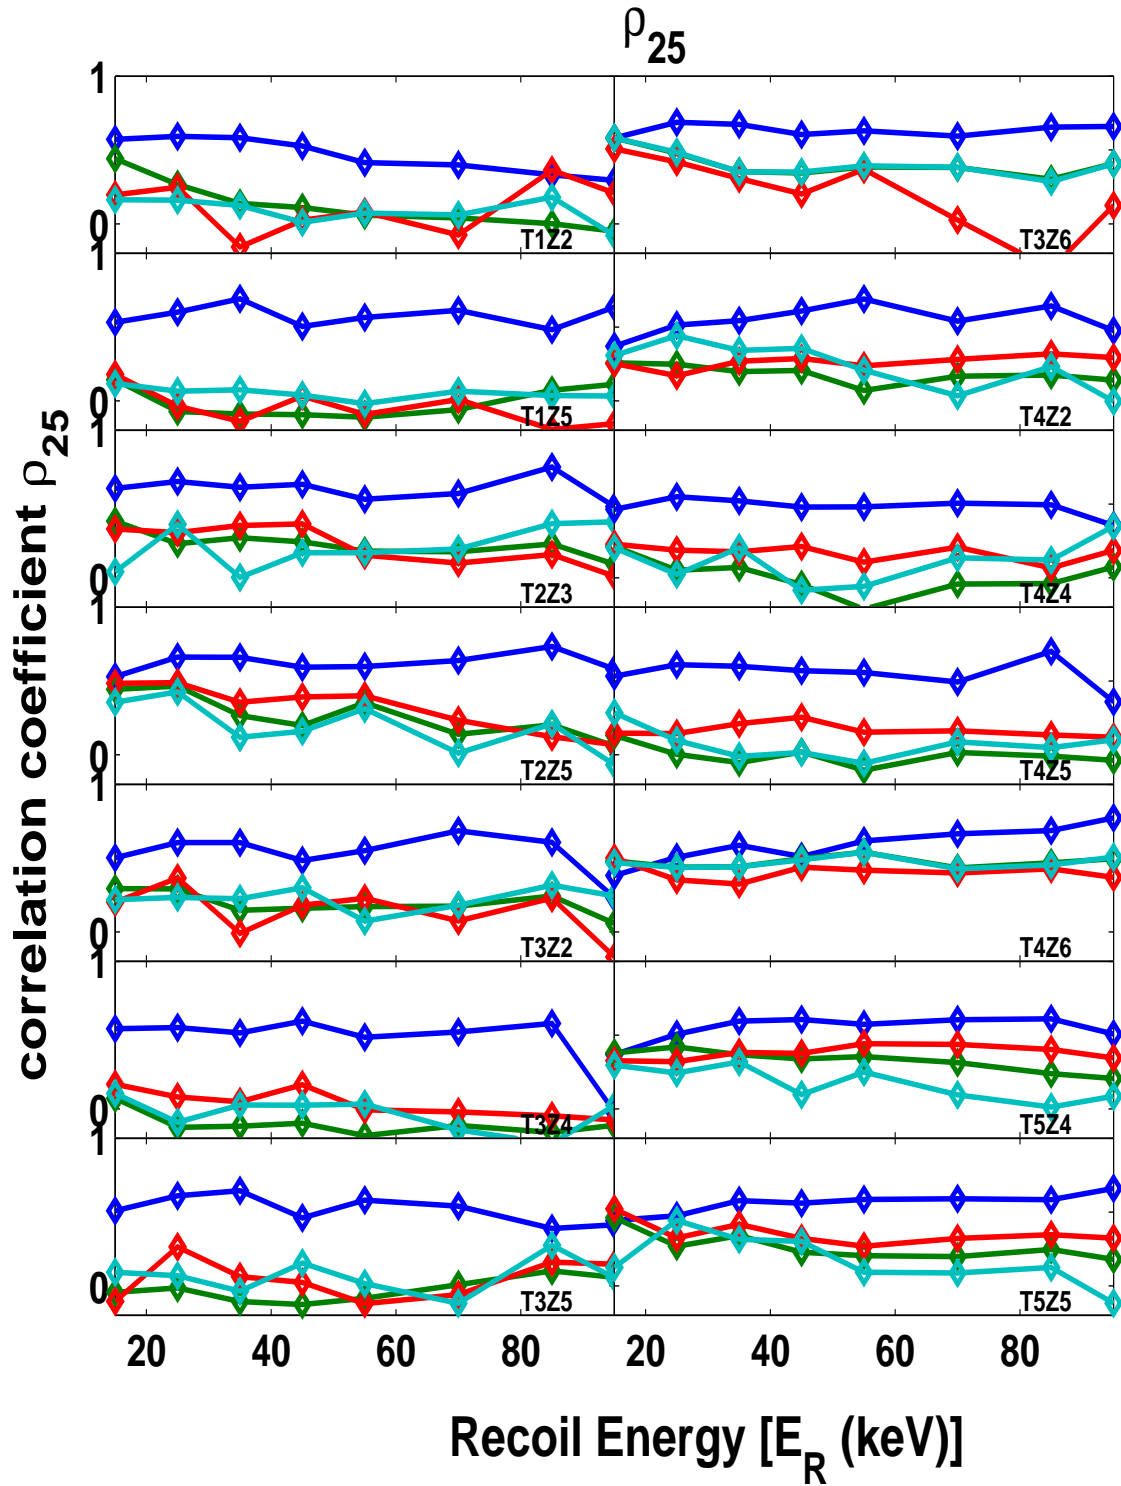 ρ25
1
0
T1Z2
T3Z6
1
0
T1Z5
T4Z2
1
0
T2Z3
T4Z4
1
0
T2Z5
T4Z5
1
0
T3Z2
T4Z6
1
0
T3Z4
T5Z4
1
0
T3Z5
T5Z5
20 40 60 80 20 40 60 80
correlation coefficient ρ25
Recoil Energy [E_R (keV)]